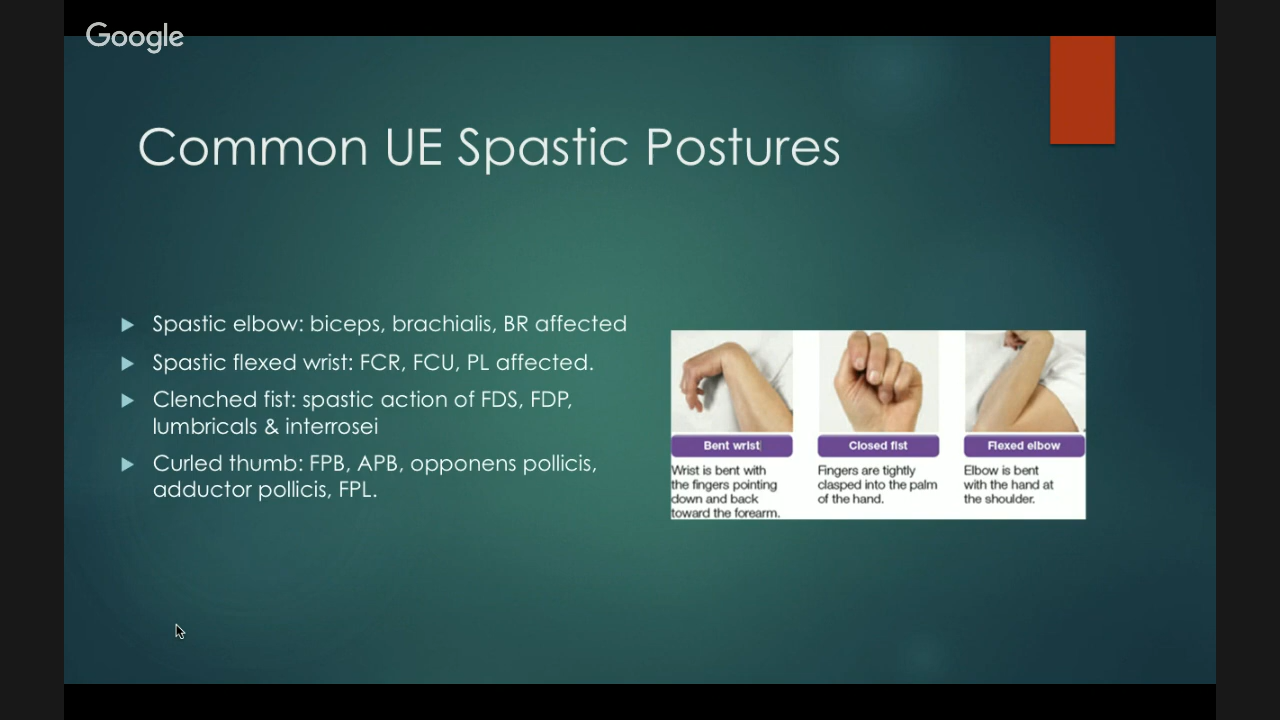 Google
Common UE Spastic Postures
Spastic elbow: biceps, brachialis, BR affected
Spastic flexed wrist: FCR, FCU, PL affected.
Clenched fist: spastic action of FDS, FDP,
lumbricals & interrosei
Curled thumb: FPB, APB, opponens pollicis,
adductor pollicis, FPL.
Bent wrist
Wrist is bent with
the fingers pointing
down and back
toward the forearm.
Closed fist
Fingers are tightly
clasped into the palm
of the hand.
Flexed elbow
Elbow is bent
with the hand at
the shoulder.